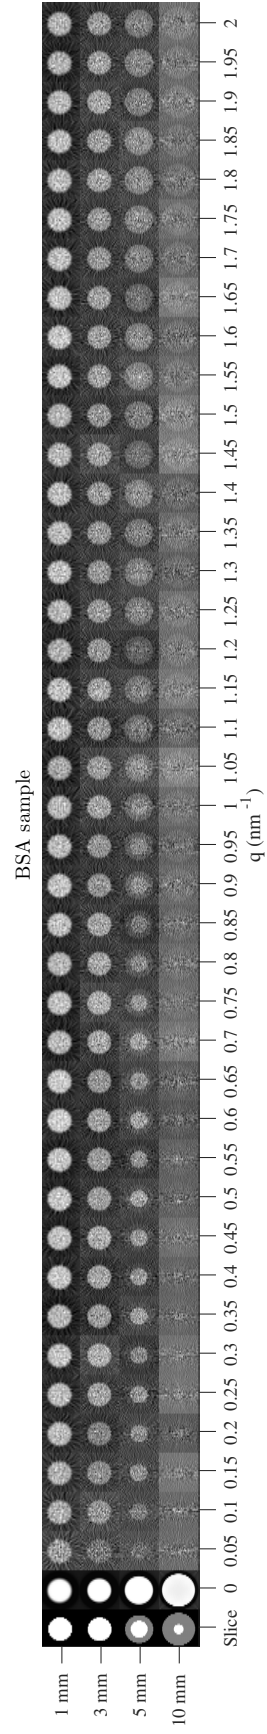 BSA sample
1 mm
3 mm
5 mm
10 mm
Slice 0 0.05 0.1 0.15 0.2 0.25 0.3 0.35 0.4 0.45 0.5 0.55 0.6 0.65 0.7 0.75 0.8 0.85 0.9 0.95 1 1.05 1.1 1.15 1.2 1.25 1.3 1.35 1.4 1.45 1.5 1.55 1.6 1.65 1.7 1.75 1.8 1.85 1.9 1.95 2
q (nm⁻¹)